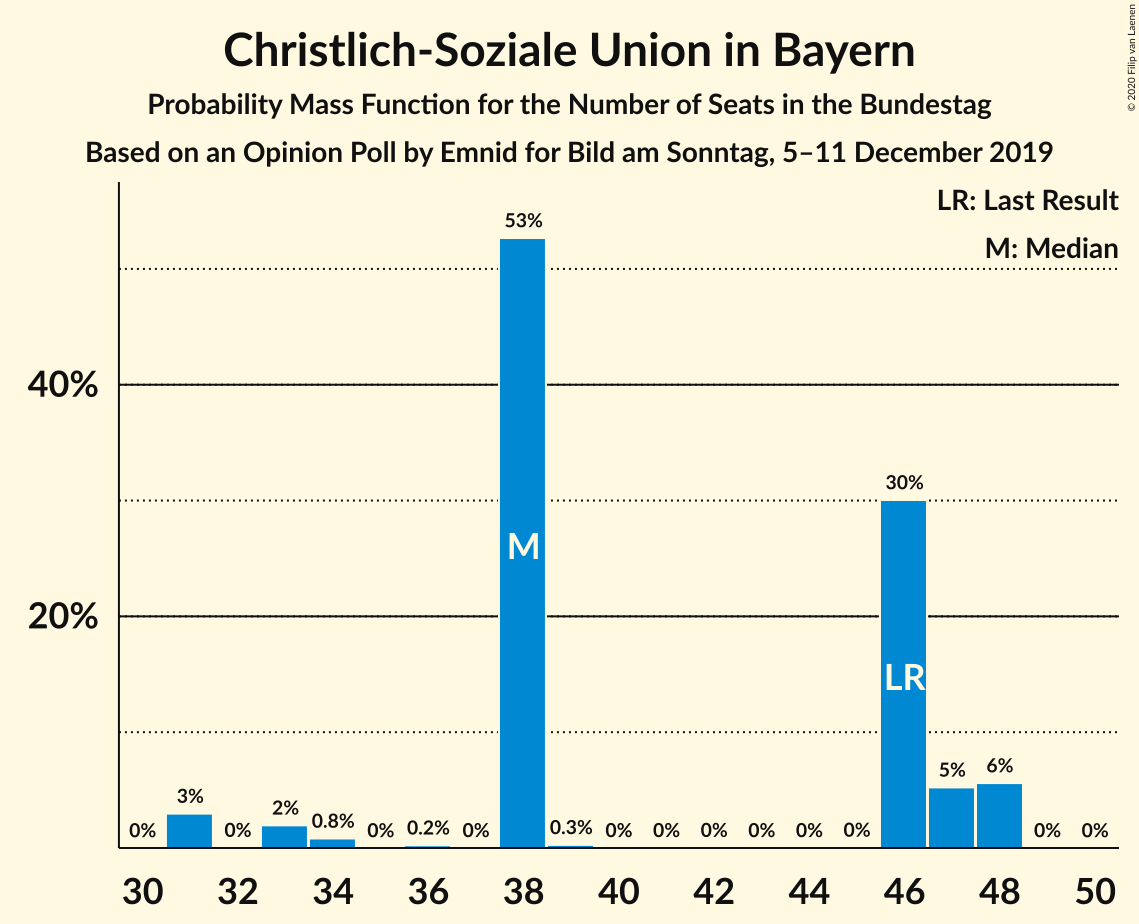 © 2020 Filip van Laenen
Christlich-Soziale Union in Bayern
Probability Mass Function for the Number of Seats in the Bundestag
Based on an Opinion Poll by Emnid for Bild am Sonntag, 5–11 December 2019
LR: Last Result
M: Median
53%
40%
30%
M
20%
LR
3% 2% 0.8% 0.2% 0.3% 5% 6%
0% 0% 0% 0% 0% 0% 0% 0% 0% 0% 0% 0%
30 32 34 36 38 40 42 44 46 48 50